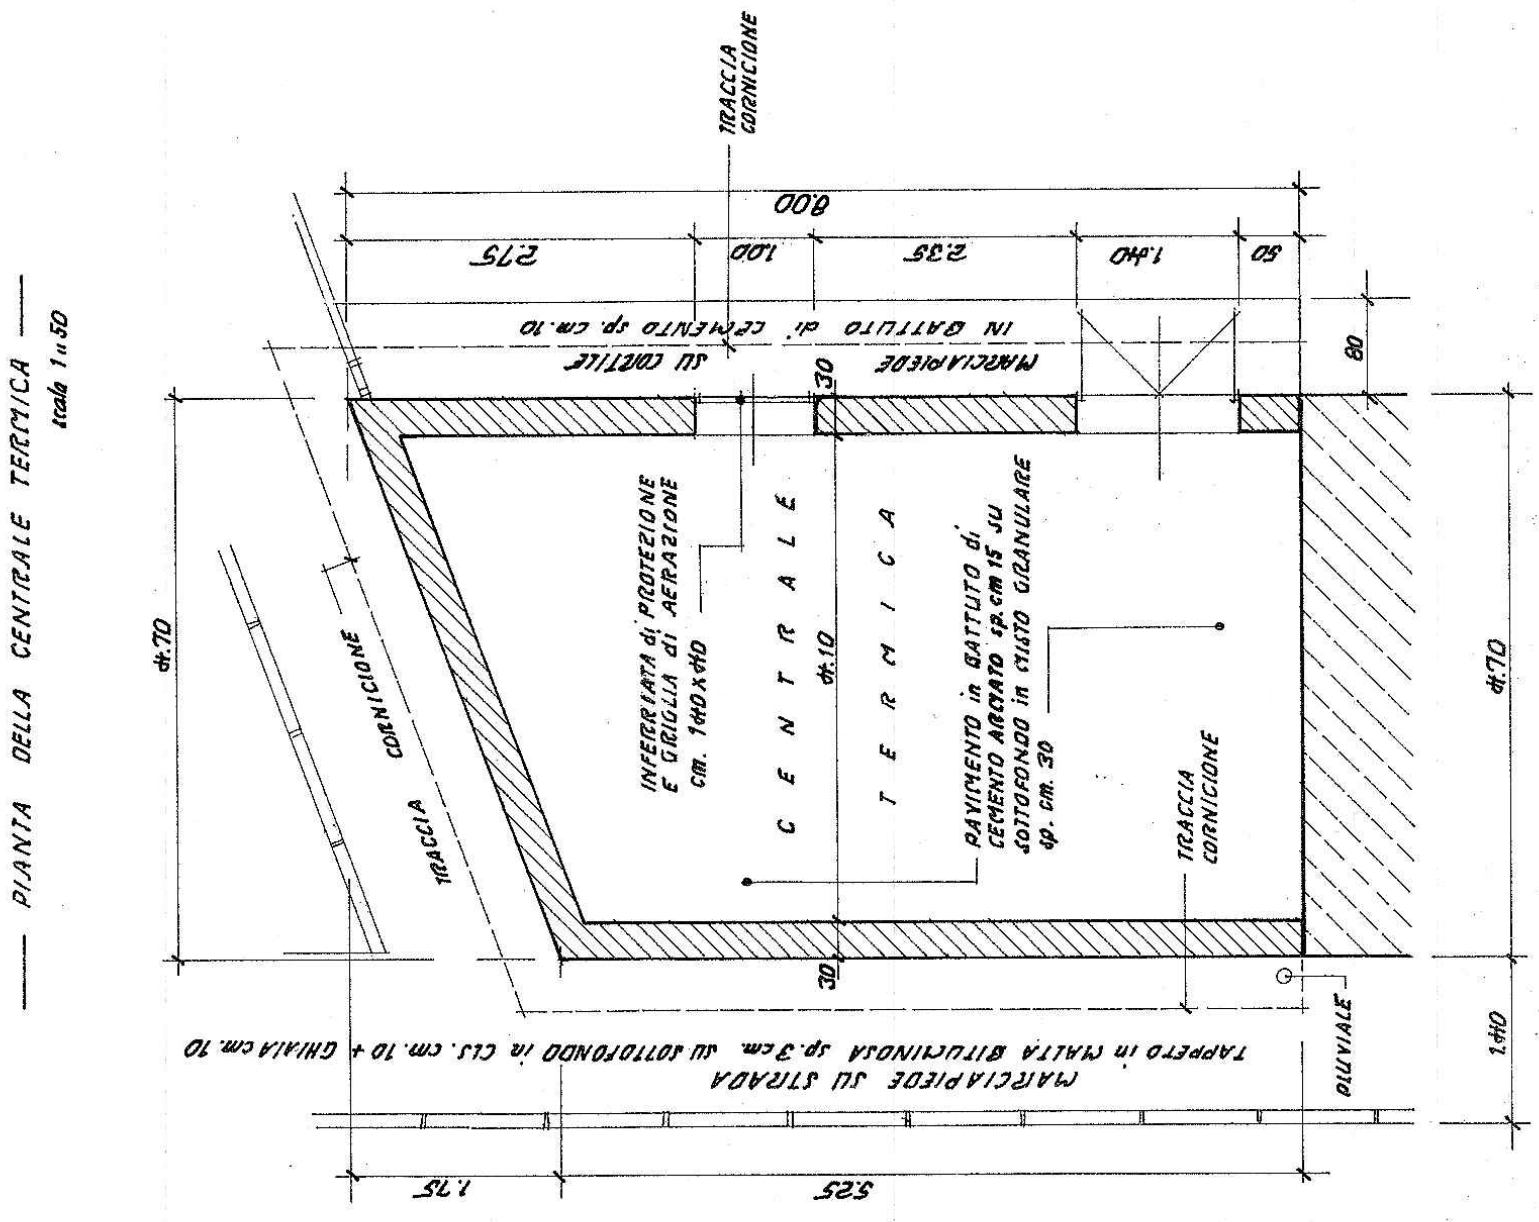 PIANTA DELLA CENTRALE TERMICA
scala 1:50
TRACCIA
CORNICIONE
8.00
2.75
1.00
2.35
1.40
50
MARCIAPIEDE SU CORTILE
IN BATTUTO di CEMENTO sp. cm. 10
80
30
4.70
TRACCIA CORNICIONE
INFERRIATA di PROTEZIONE
E GRIGLIA di AERAZIONE
cm. 140x40
CENTRALE
4.10
TERMICA
PAVIMENTO in BATTUTO di
CEMENTO ARMATO sp. cm 15 SU
SOTTOFONDO in MISTO GRANULARE
sp. cm. 30
TRACCIA
CORNICIONE
4.70
30
PLUVIALE
1.40
MARCIAPIEDE SU STRADA
TAPPETO in MALTA BITUMINOSA sp. 3 cm. su SOTTOFONDO in CLS. cm. 10 + GHIAIA cm. 10
1.75
5.25